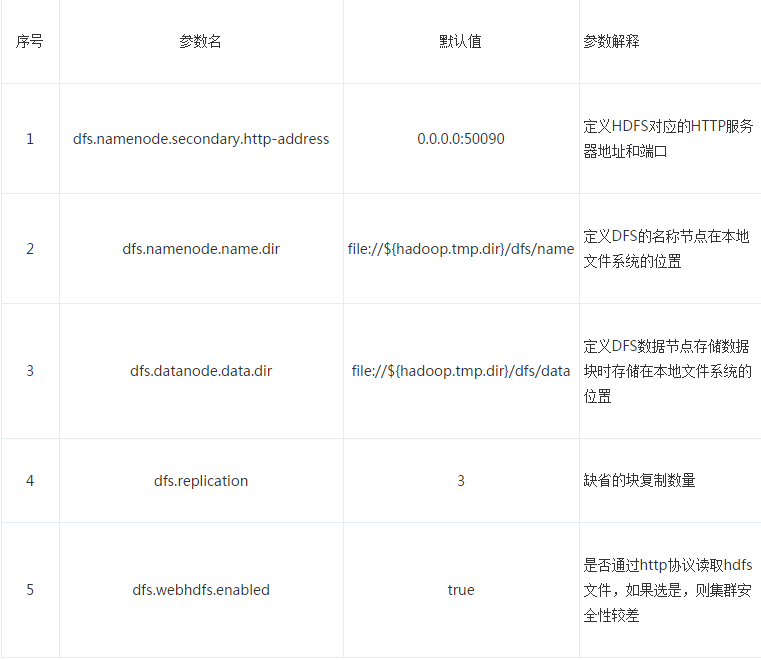 序号 参数名 默认值 参数解释
1 dfs.namenode.secondary.http-address 0.0.0.0:50090 定义HDFS对应的HTTP服务
器地址和端口
2 dfs.namenode.name.dir file://${hadoop.tmp.dir}/dfs/name 定义DFS的名称节点在本地
文件系统的位置
3 dfs.datanode.data.dir file://${hadoop.tmp.dir}/dfs/data 定义DFS数据节点存储数据
块时存储在本地文件系统的
位置
4 dfs.replication 3 缺省的块复制数量
5 dfs.webhdfs.enabled true 是否通过http协议读取hdfs
文件，如果选是，则集群安
全性较差